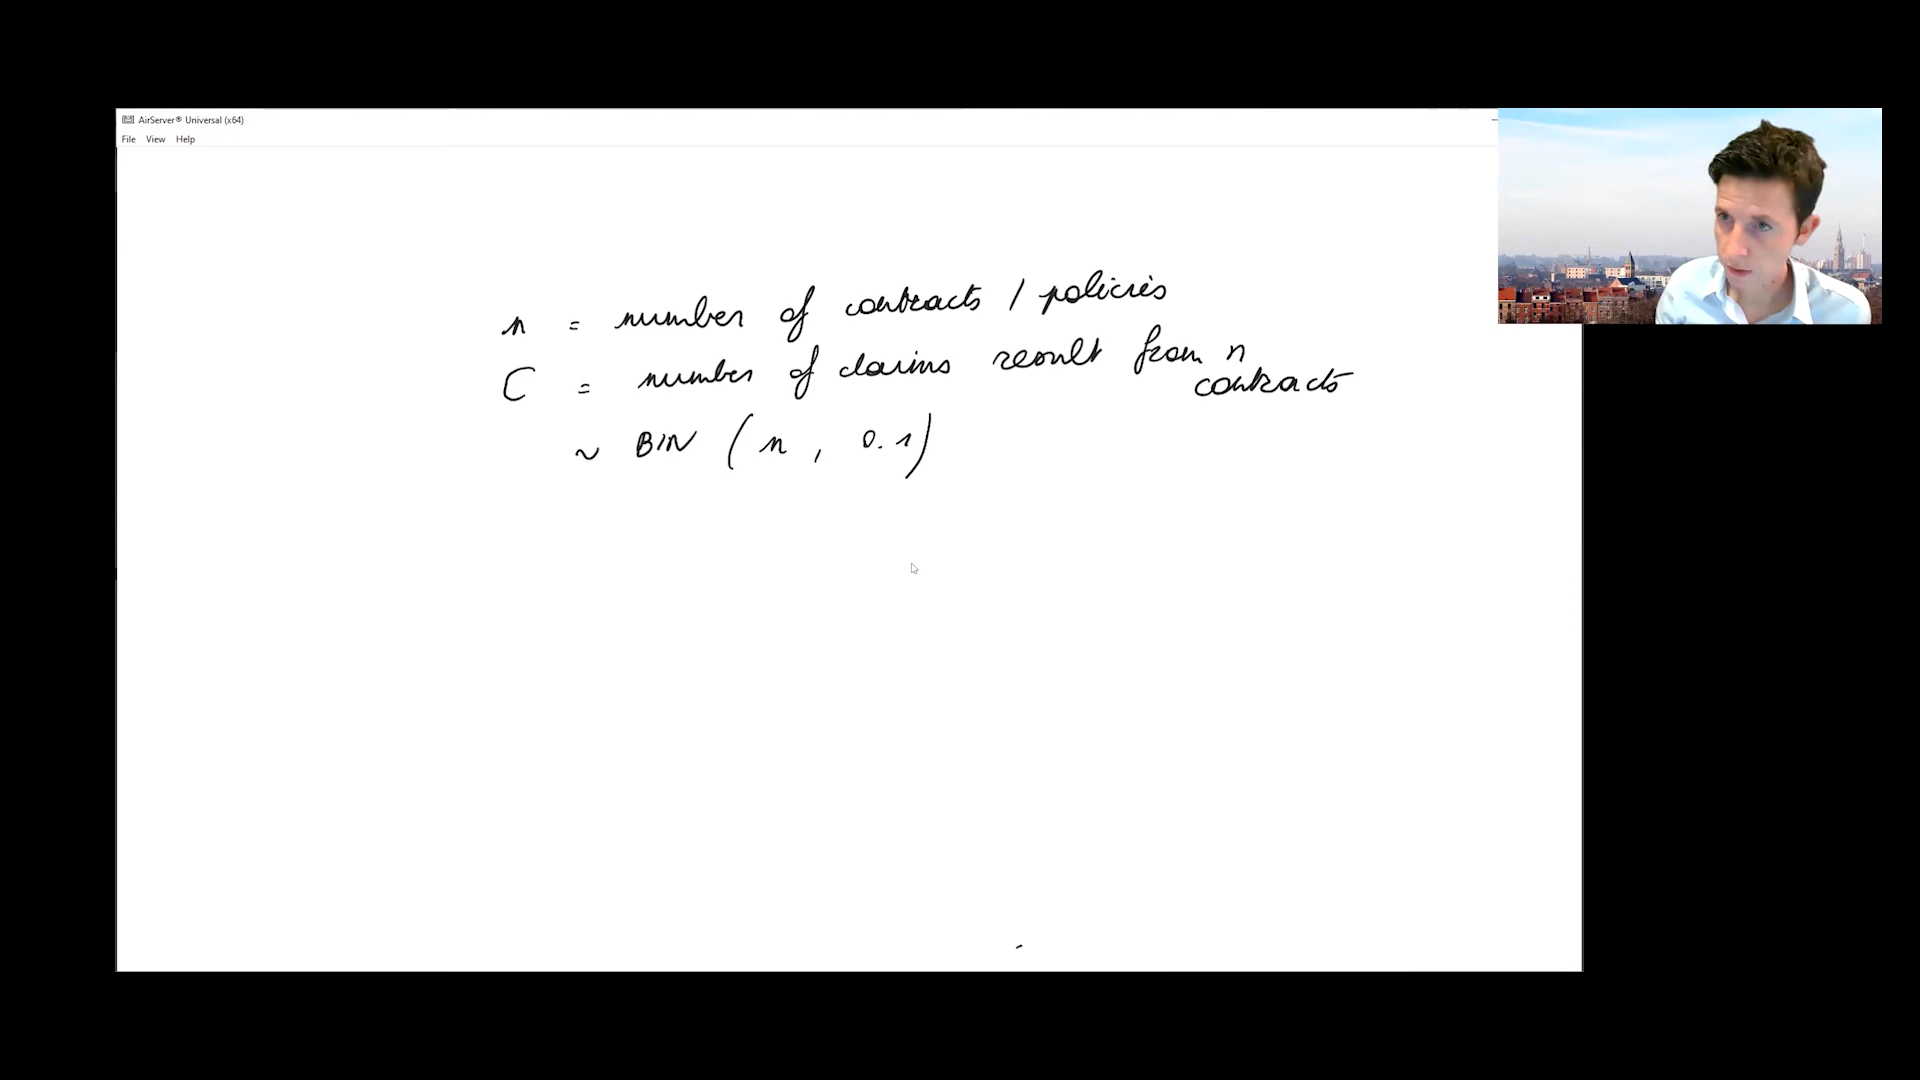 AirServer® Universal (x64)
File View Help
n = number of contracts / policies
C = number of claims result from n
contracts
~ BIN (n, 0.1)